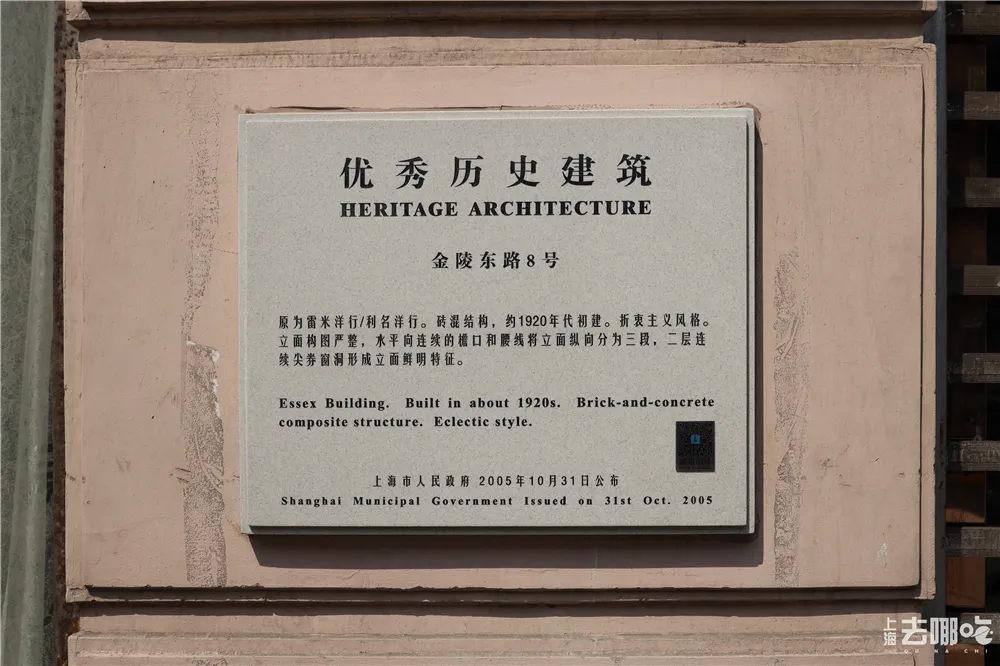 优秀历史建筑
HERITAGE ARCHITECTURE
金陵东路8号
原为雷米洋行/利名洋行。砖混结构，约1920年代初建。折衷主义风格。
立面构图严整，水平向连续的檐口和腰线将立面纵向分为三段，二层连
续尖券窗洞形成立面鲜明特征。
Essex Building. Built in about 1920s. Brick-and-concrete
composite structure. Eclectic style.
上海市人民政府 2005年10月31日公布
Shanghai Municipal Government Issued on 31st Oct. 2005
上海去哪吃
QU NA CHI